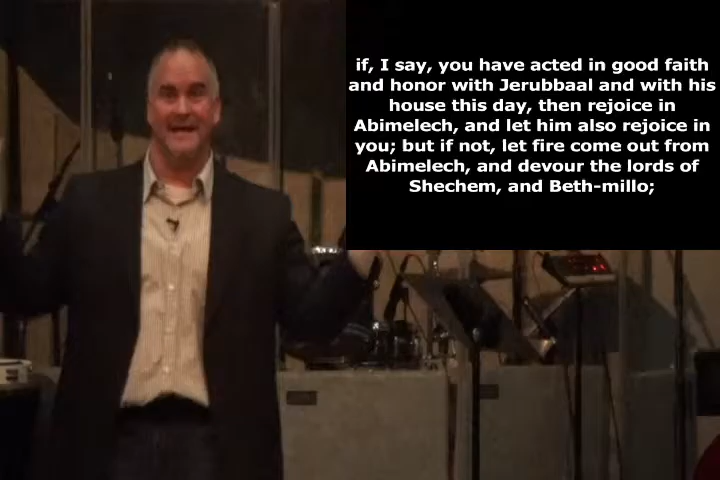 if, I say, you have acted in good faith
and honor with Jerubbaal and with his
house this day, then rejoice in
Abimelech, and let him also rejoice in
you; but if not, let fire come out from
Abimelech, and devour the lords of
Shechem, and Beth-millo;